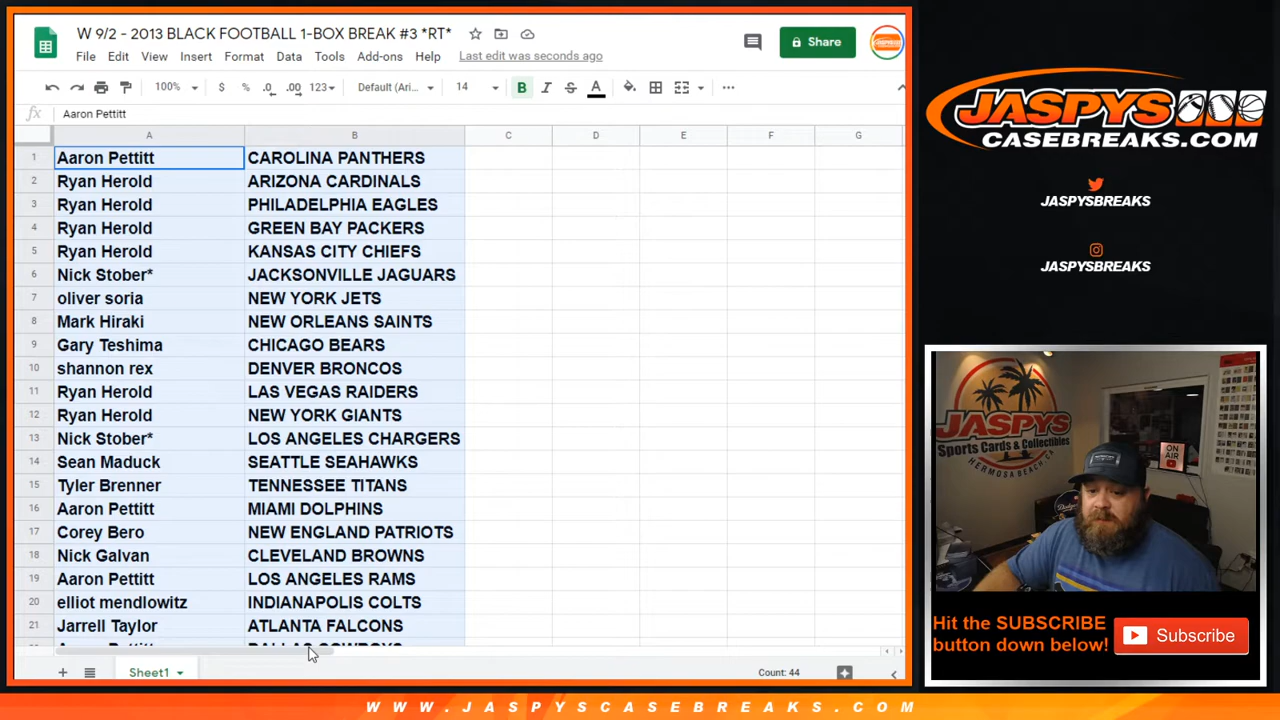 W 9/2 - 2013 BLACK FOOTBALL 1-BOX BREAK #3 *RT*
File Edit View Insert Format Data Tools Add-ons Help Last edit was seconds ago
Share
100% $ % .0 .00 123 Default (Ari... 14 B I S A
fx Aaron Pettitt
A B C D E F G
1 Aaron Pettitt CAROLINA PANTHERS
2 Ryan Herold ARIZONA CARDINALS
3 Ryan Herold PHILADELPHIA EAGLES
4 Ryan Herold GREEN BAY PACKERS
5 Ryan Herold KANSAS CITY CHIEFS
6 Nick Stober* JACKSONVILLE JAGUARS
7 oliver soria NEW YORK JETS
8 Mark Hiraki NEW ORLEANS SAINTS
9 Gary Teshima CHICAGO BEARS
10 shannon rex DENVER BRONCOS
11 Ryan Herold LAS VEGAS RAIDERS
12 Ryan Herold NEW YORK GIANTS
13 Nick Stober* LOS ANGELES CHARGERS
14 Sean Maduck SEATTLE SEAHAWKS
15 Tyler Brenner TENNESSEE TITANS
16 Aaron Pettitt MIAMI DOLPHINS
17 Corey Bero NEW ENGLAND PATRIOTS
18 Nick Galvan CLEVELAND BROWNS
19 Aaron Pettitt LOS ANGELES RAMS
20 elliot mendlowitz INDIANAPOLIS COLTS
21 Jarrell Taylor ATLANTA FALCONS
Sheet1
Count: 44
JASPYS
CASEBREAKS.COM
JASPYSBREAKS
JASPYSBREAKS
JASPYS
Sports Cards & Collectibles
HERMOSA BEACH, CA
ON AIR
Hit the SUBSCRIBE
button down below!
Subscribe
WWW.JASPYSCASEBREAKS.COM